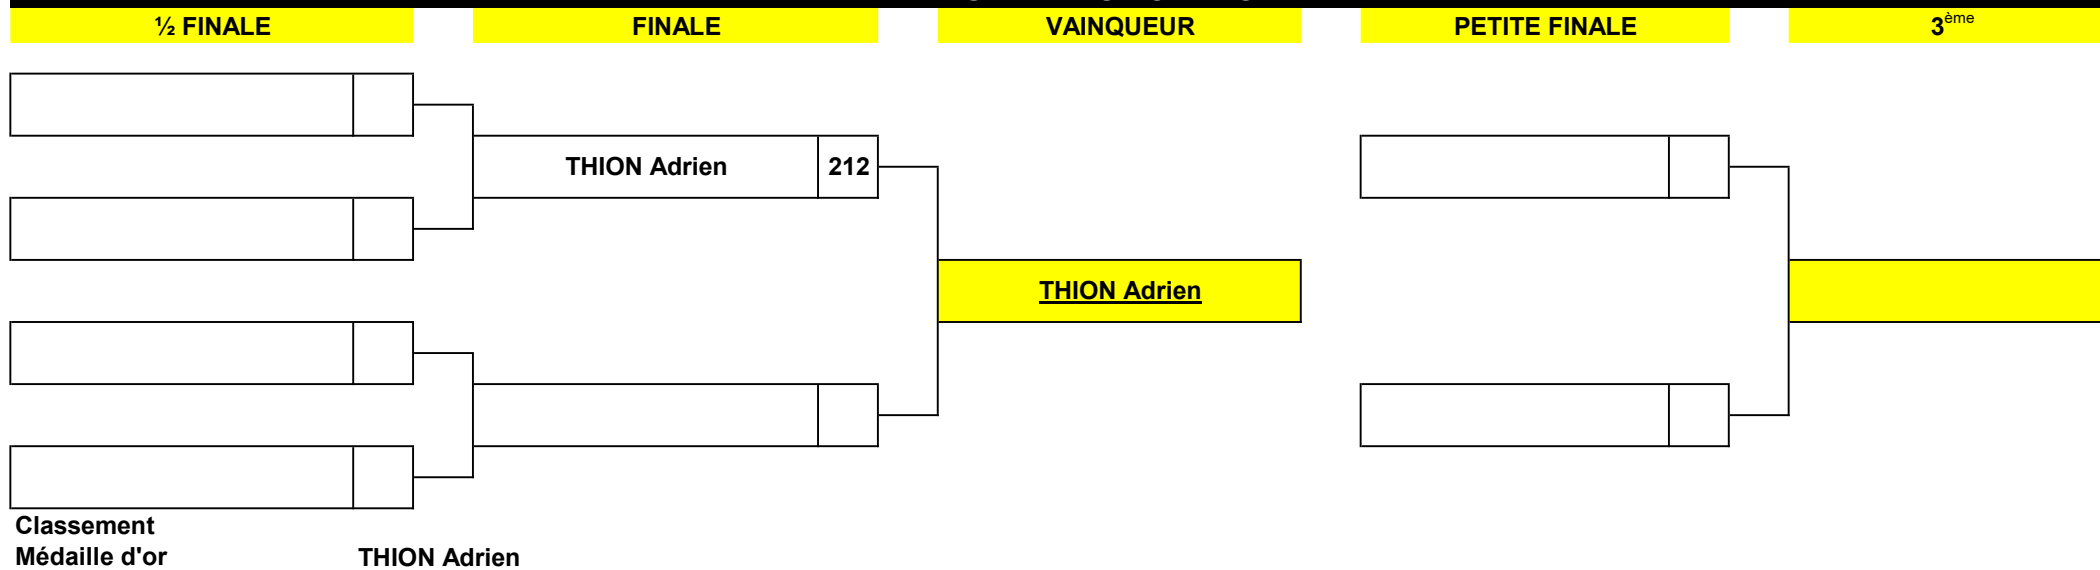 ½ FINALE FINALE VAINQUEUR PETITE FINALE 3ème
THION Adrien 212
THION Adrien
Classement
Médaille d'or THION Adrien